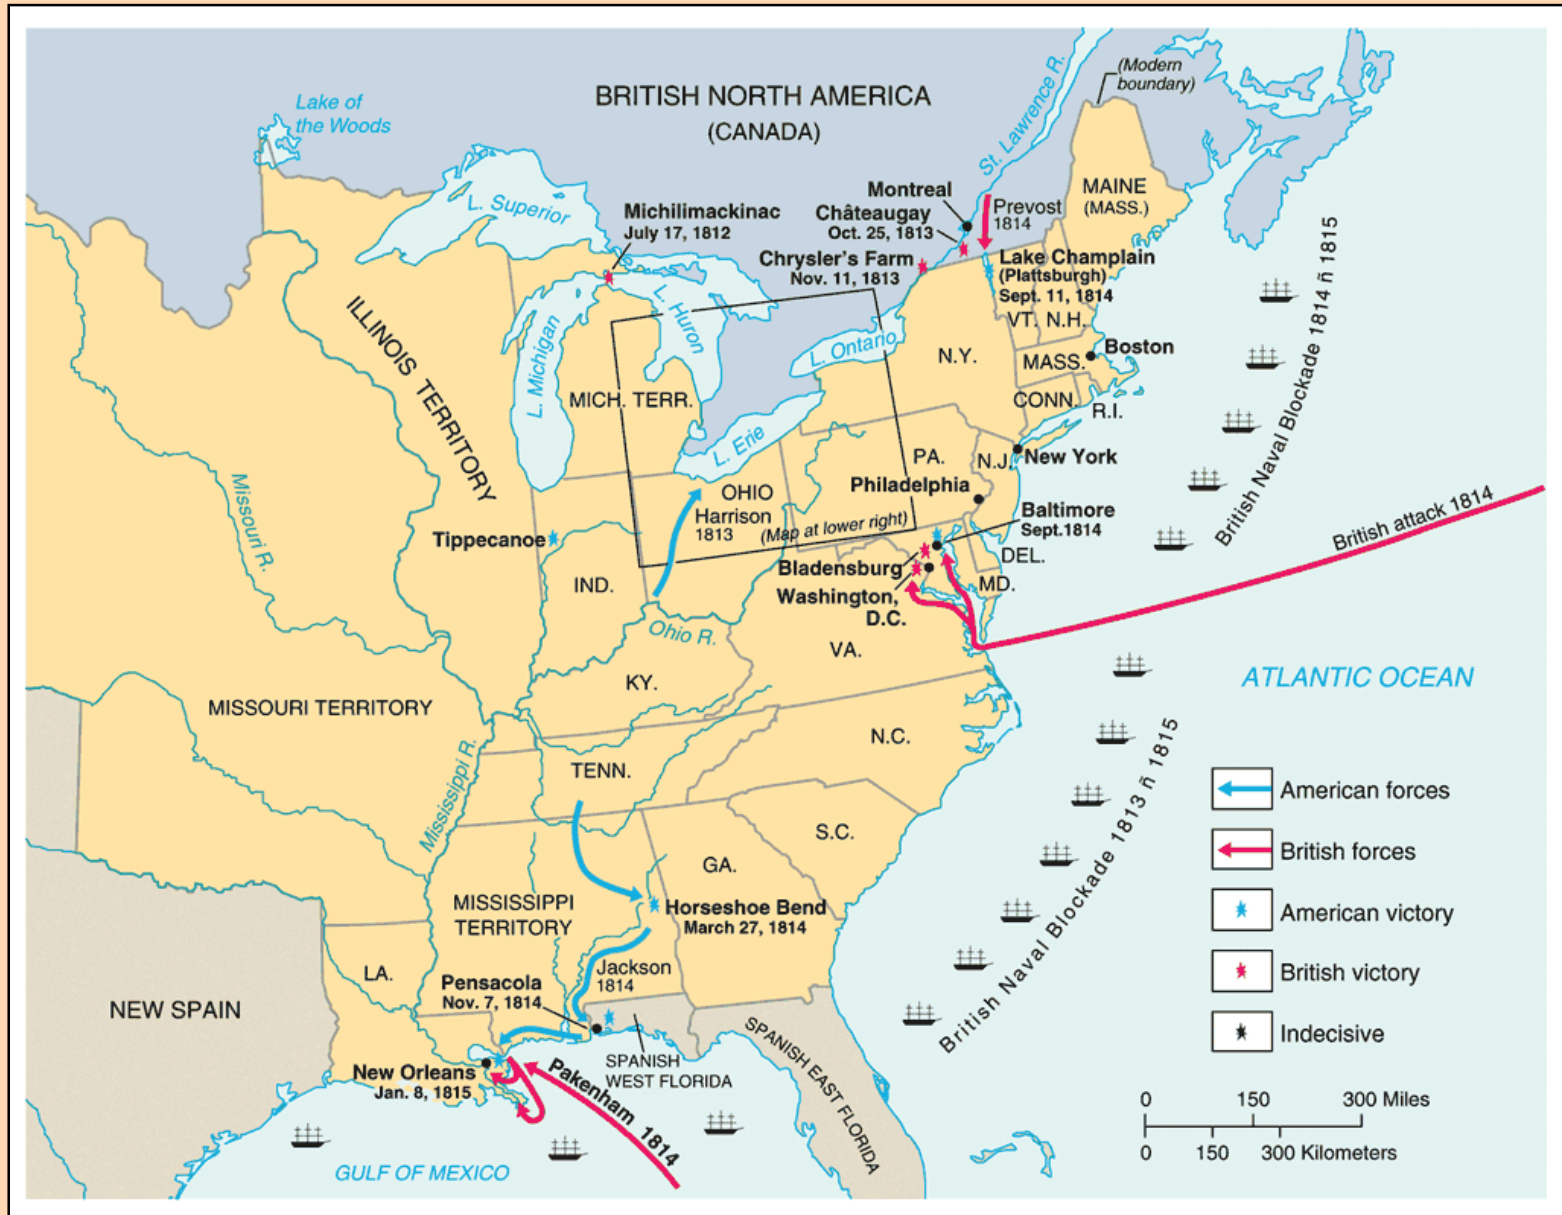 BRITISH NORTH AMERICA
(CANADA)
Lake of
the Woods
(Modern
boundary)
St. Lawrence R.
L. Superior
Michilimackinac
July 17, 1812
Montreal
Châteaugay
Oct. 25, 1813
Chrysler's Farm
Nov. 11, 1813
Prevost
1814
MAINE
(MASS.)
Lake Champlain
(Plattsburgh)
Sept. 11, 1814
VT.
N.H.
ILLINOIS TERRITORY
L. Michigan
L. Huron
L. Ontario
N.Y.
MASS.
Boston
CONN.
R.I.
MICH. TERR.
L. Erie
PA.
N.J.
New York
Philadelphia
OHIO
Harrison
1813
(Map at lower right)
Baltimore
Sept.1814
Missouri R.
Tippecanoe
IND.
Bladensburg
Washington,
D.C.
DEL.
MD.
British Naval Blockade 1814 ñ 1815
British attack 1814
Ohio R.
VA.
KY.
MISSOURI TERRITORY
ATLANTIC OCEAN
Mississippi R.
TENN.
N.C.
S.C.
GA.
British Naval Blockade 1813 ñ 1815
MISSISSIPPI
TERRITORY
Horseshoe Bend
March 27, 1814
LA.
Jackson
1814
Pensacola
Nov. 7, 1814
NEW SPAIN
New Orleans
Jan. 8, 1815
Pakenham 1814
SPANISH
WEST FLORIDA
SPANISH EAST FLORIDA
GULF OF MEXICO
American forces
British forces
American victory
British victory
Indecisive
0 150 300 Miles
0 150 300 Kilometers